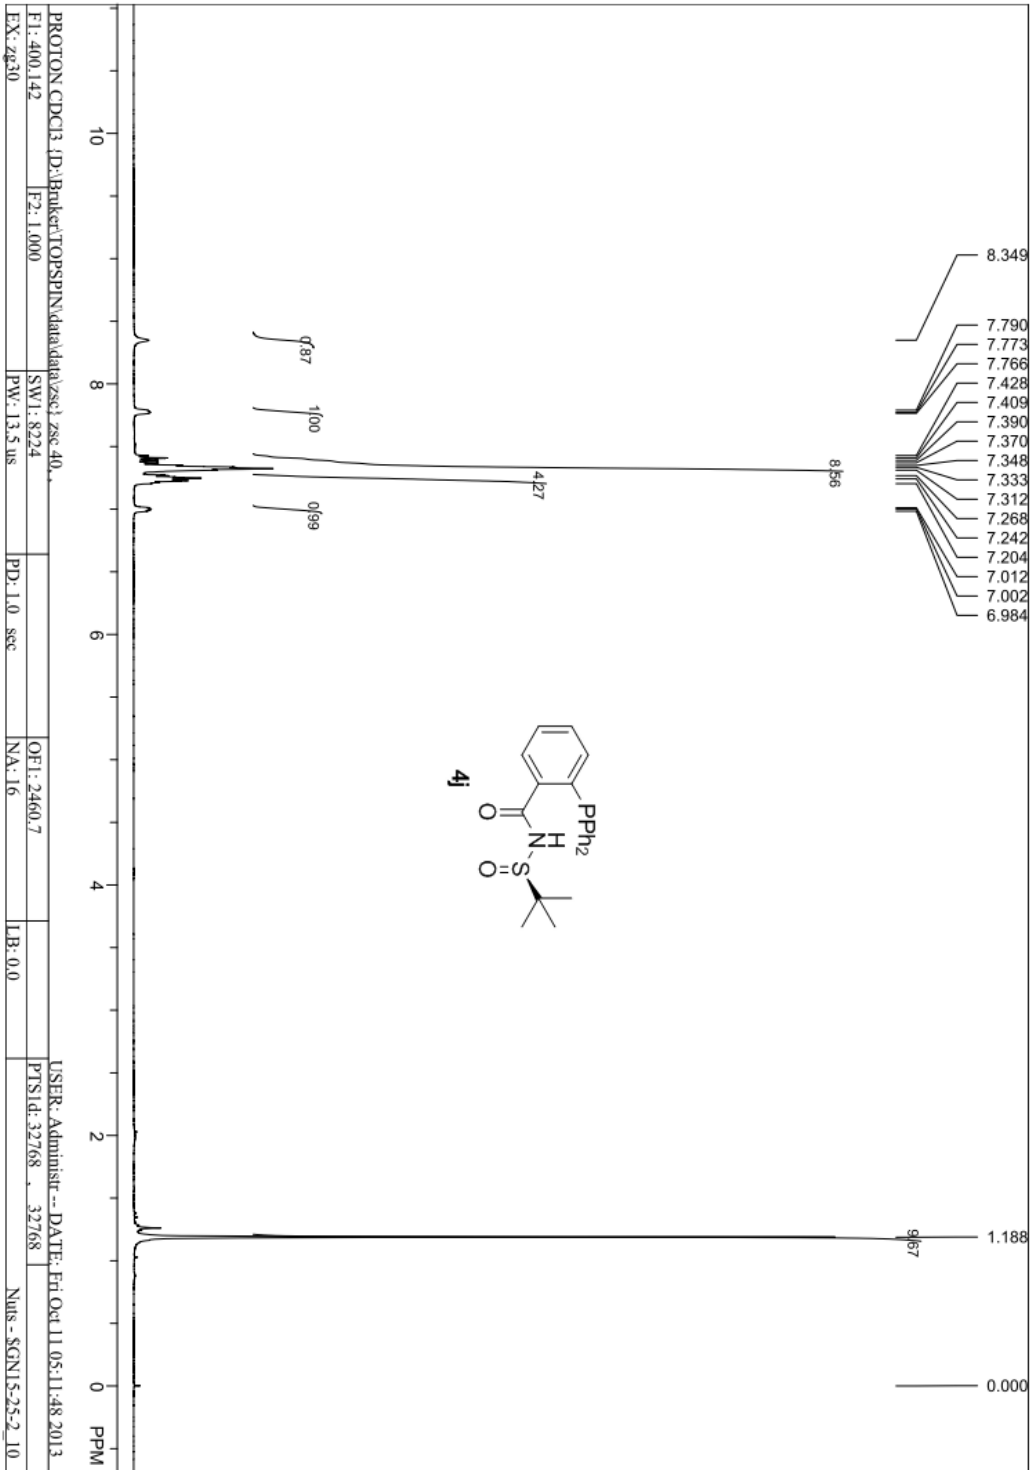 8.349
7.790
7.773
7.766
7.428
7.409
7.390
7.370
7.348
7.333
7.312
7.268
7.242
7.204
7.012
7.002
6.984
1.188
0.000
0.87
1.00
8.56
4.27
0.99
9.67
PPh2
H
N
O
S
O
4j
10
8
6
4
2
0
PPM
PROTON CDCl3 {D:\Bruker\TOPSPIN\data\data\zsc} zsc 40 , , USER: Administr -- DATE: Fri Oct 11 05:11:48 2013
F1: 400.142 F2: 1.000 SW1: 8224 OF1: 2460.7 PTS1d: 32768 , 32768
EX: zg30 PW: 13.5 us PD: 1.0 sec NA: 16 LB: 0.0 Nuts - $GN15-25-2_10